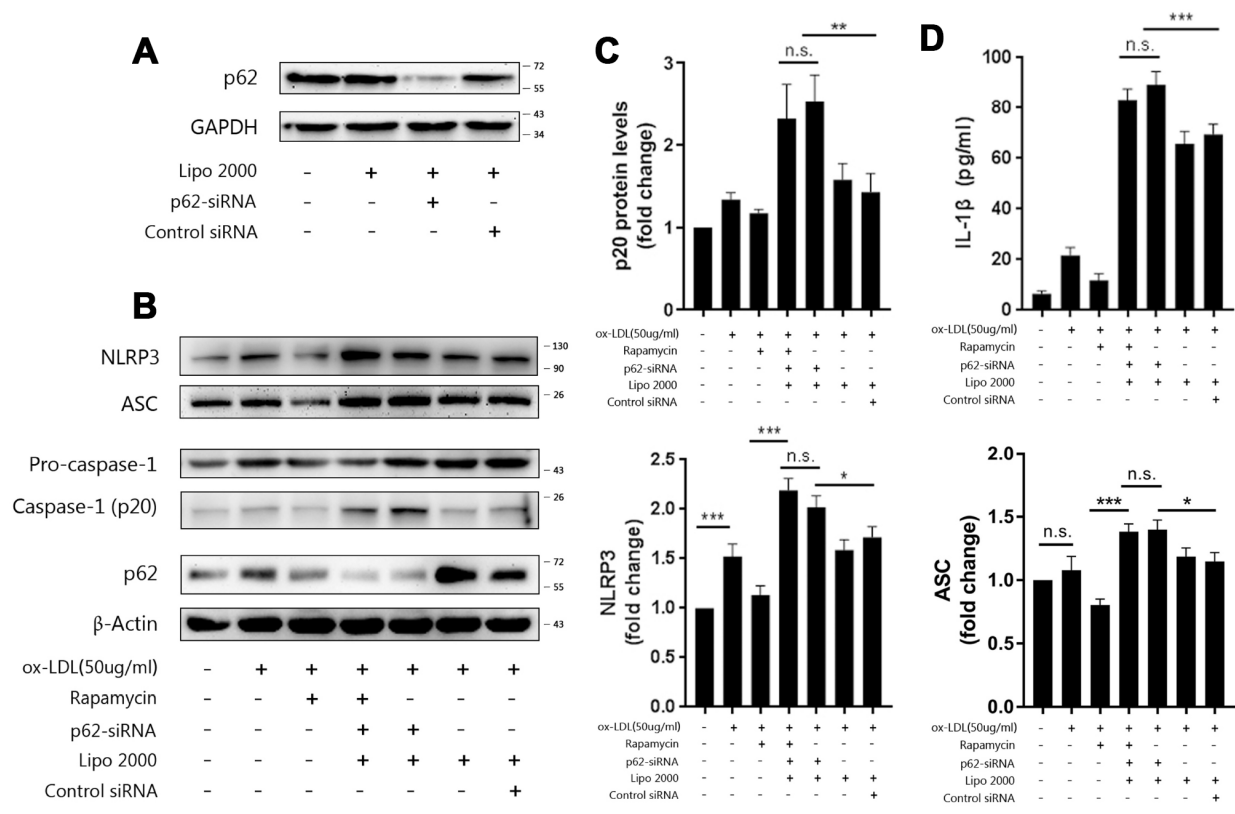 A
p62
72
55
GAPDH
43
34
Lipo 2000 - + + +
p62-siRNA - - + -
Control siRNA - - - +
B
NLRP3
130
90
ASC
26
Pro-caspase-1
43
Caspase-1 (p20)
26
p62
72
55
β-Actin
43
ox-LDL(50ug/ml) - + + + + + +
Rapamycin - - + + - - -
p62-siRNA - - - + + - -
Lipo 2000 - - - + + + +
Control siRNA - - - - - - +
C
**
n.s.
p20 protein levels
(fold change)
3
2
1
0
ox-LDL(50ug/ml) - + + + + + +
Rapamycin - - + + - - -
p62-siRNA - - - + + - -
Lipo 2000 - - - + + + +
Control siRNA - - - - - - +
***
n.s.
*
***
NLRP3
(fold change)
2.5
2.0
1.5
1.0
0.5
0.0
ox-LDL(50ug/ml) - + + + + + +
Rapamycin - - + + - - -
p62-siRNA - - - + + - -
Lipo 2000 - - - + + + +
Control siRNA - - - - - - +
D
***
n.s.
IL-1β (pg/ml)
100
80
60
40
20
0
ox-LDL(50ug/ml) - + + + + + +
Rapamycin - - + + - - -
p62-siRNA - - - + + - -
Lipo 2000 - - - + + + +
Control siRNA - - - - - - +
n.s.
***
*
n.s.
ASC
(fold change)
2.0
1.5
1.0
0.5
0.0
ox-LDL(50ug/ml) - + + + + + +
Rapamycin - - + + - - -
p62-siRNA - - - + + - -
Lipo 2000 - - - + + + +
Control siRNA - - - - - - +